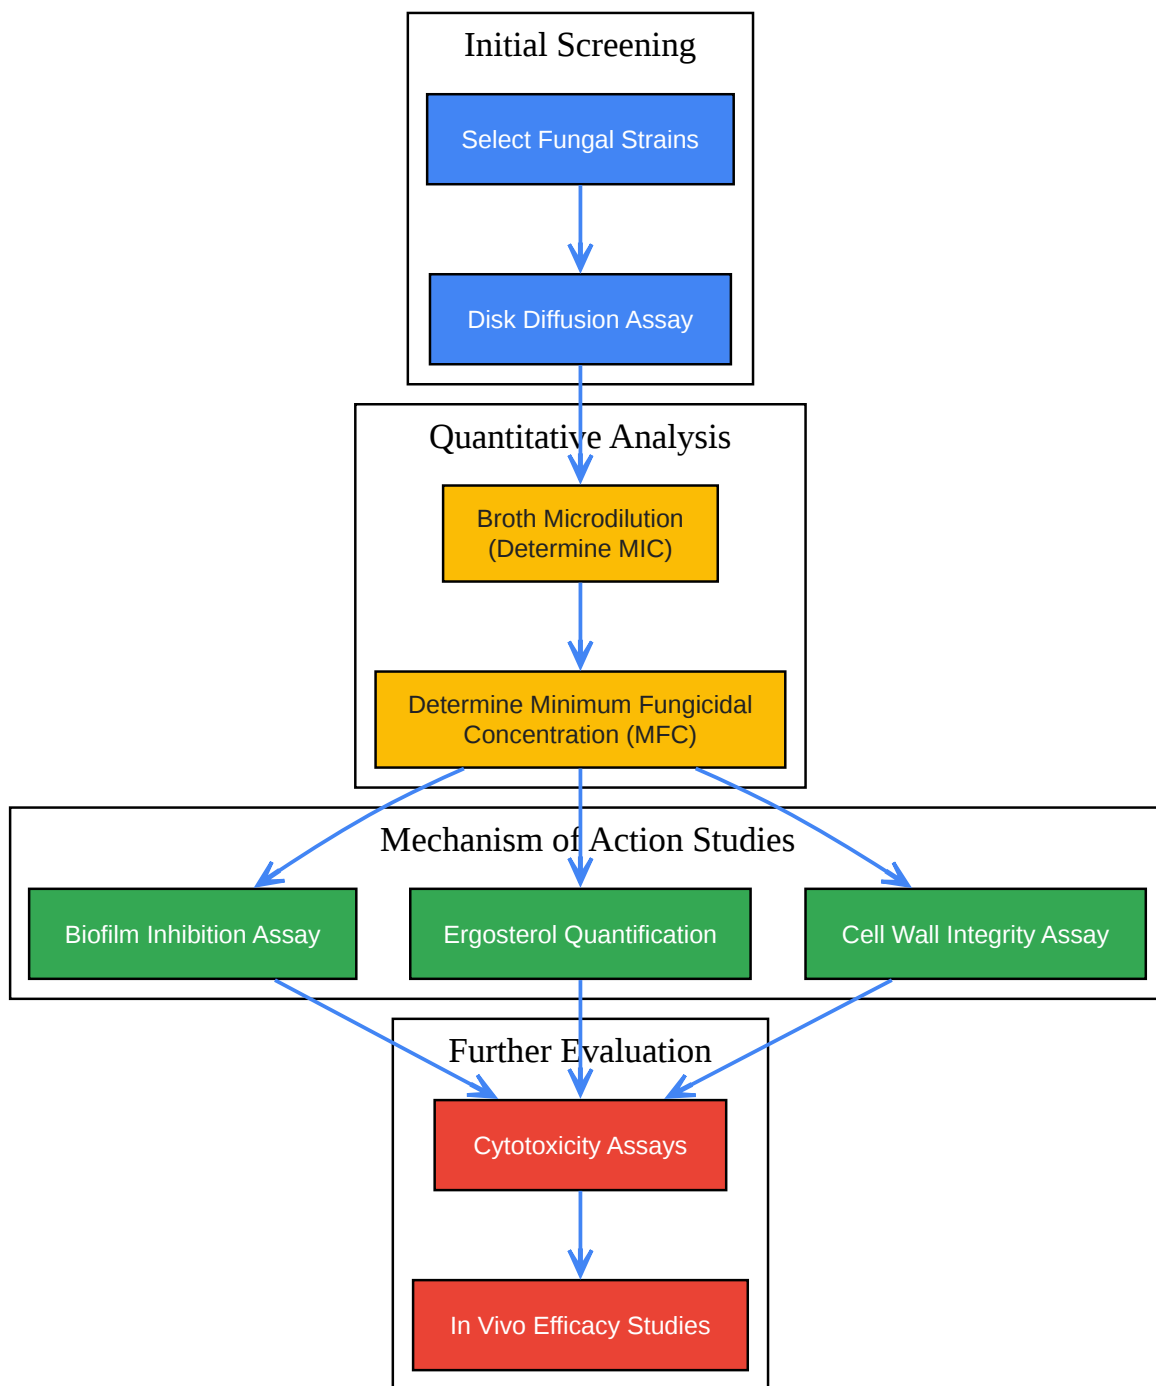 Initial Screening
Select Fungal Strains
Disk Diffusion Assay
Quantitative Analysis
Broth Microdilution
(Determine MIC)
Determine Minimum Fungicidal
Concentration (MFC)
Mechanism of Action Studies
Biofilm Inhibition Assay
Ergosterol Quantification
Cell Wall Integrity Assay
Further Evaluation
Cytotoxicity Assays
In Vivo Efficacy Studies